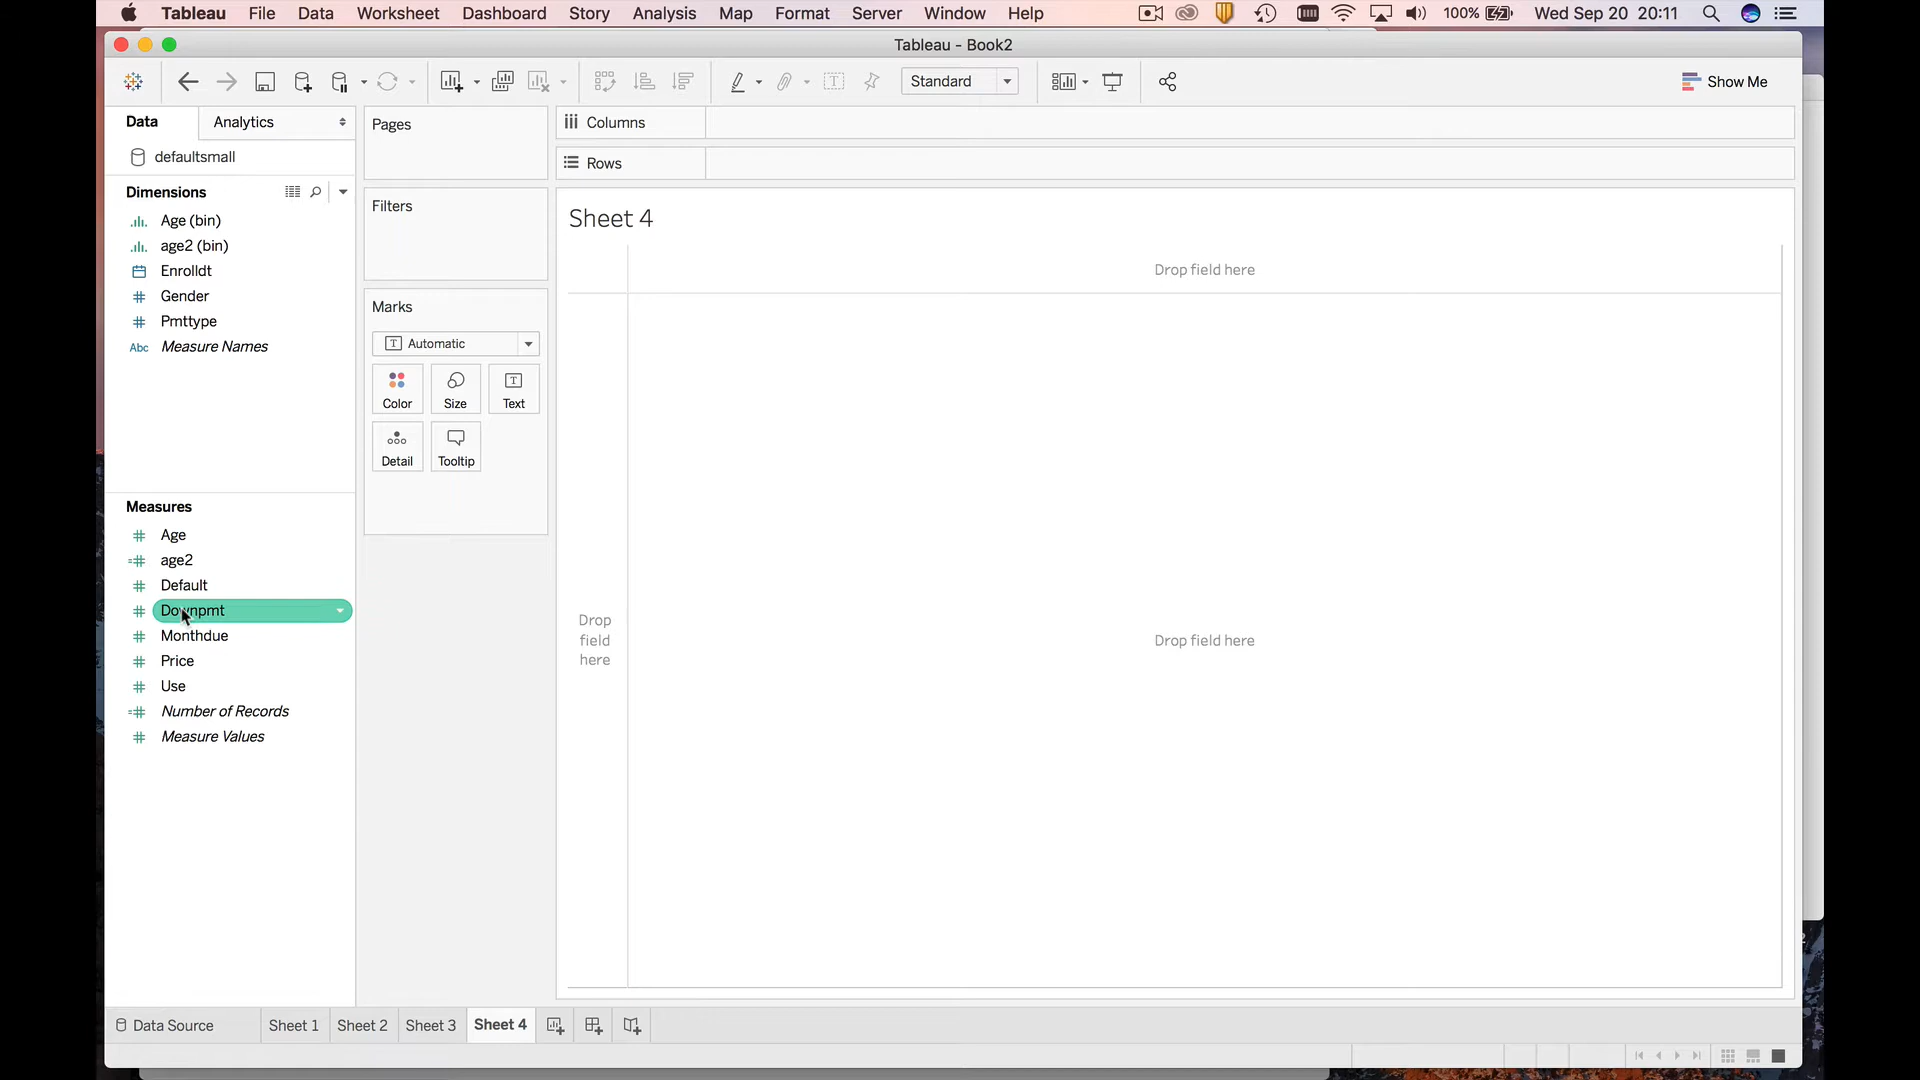 Tableau File Data Worksheet Dashboard Story Analysis Map Format Server Window Help 100% Wed Sep 20 20:11
Tableau - Book2
Standard
Show Me
Data Analytics
Pages
Columns
defaultsmall
Rows
Dimensions
Filters
Age (bin)
age2 (bin)
Enrolldt
Gender
Pmttype
Abc Measure Names
Sheet 4
Drop field here
Marks
Automatic
Color Size Text
Detail Tooltip
Measures
Age
age2
Default
Downpmt
Monthdue
Price
Use
Number of Records
Measure Values
Drop
field
here
Drop field here
Data Source Sheet 1 Sheet 2 Sheet 3 Sheet 4